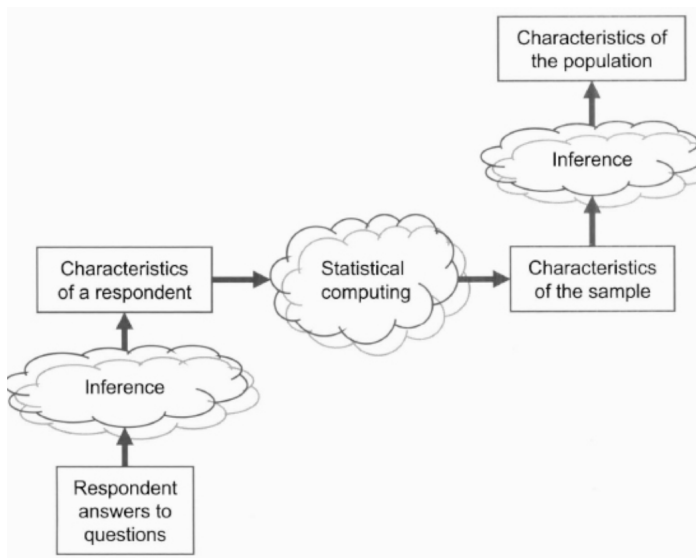 Characteristics of
the population
Inference
Characteristics
of a respondent
Statistical
computing
Characteristics
of the sample
Inference
Respondent
answers to
questions